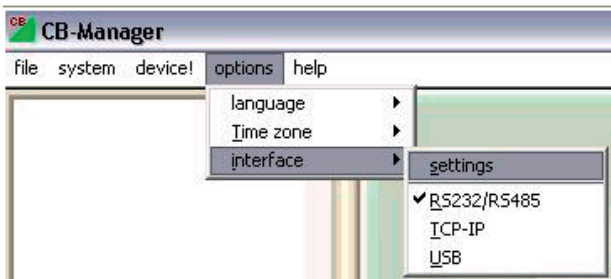 CB CB-Manager
file system device! options help
language
Time zone
interface
settings
RS232/RS485
TCP-IP
USB